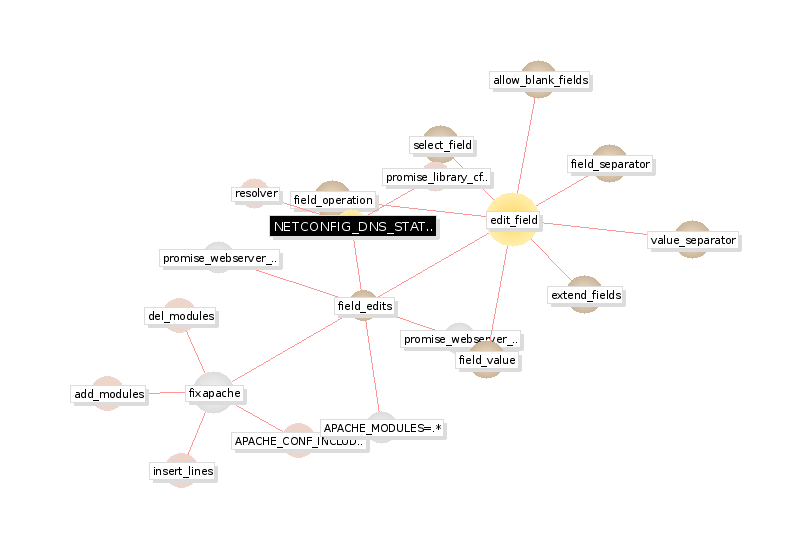 allow_blank_fields
select_field
field_separator
promise_library_cf..
resolver
field_operation
edit_field
NETCONFIG_DNS_STAT..
value_separator
promise_webserver_..
extend_fields
field_edits
del_modules
promise_webserver_..
field_value
add_modules
fixapache
APACHE_MODULES=.*
APACHE_CONF_INCLUD..
insert_lines